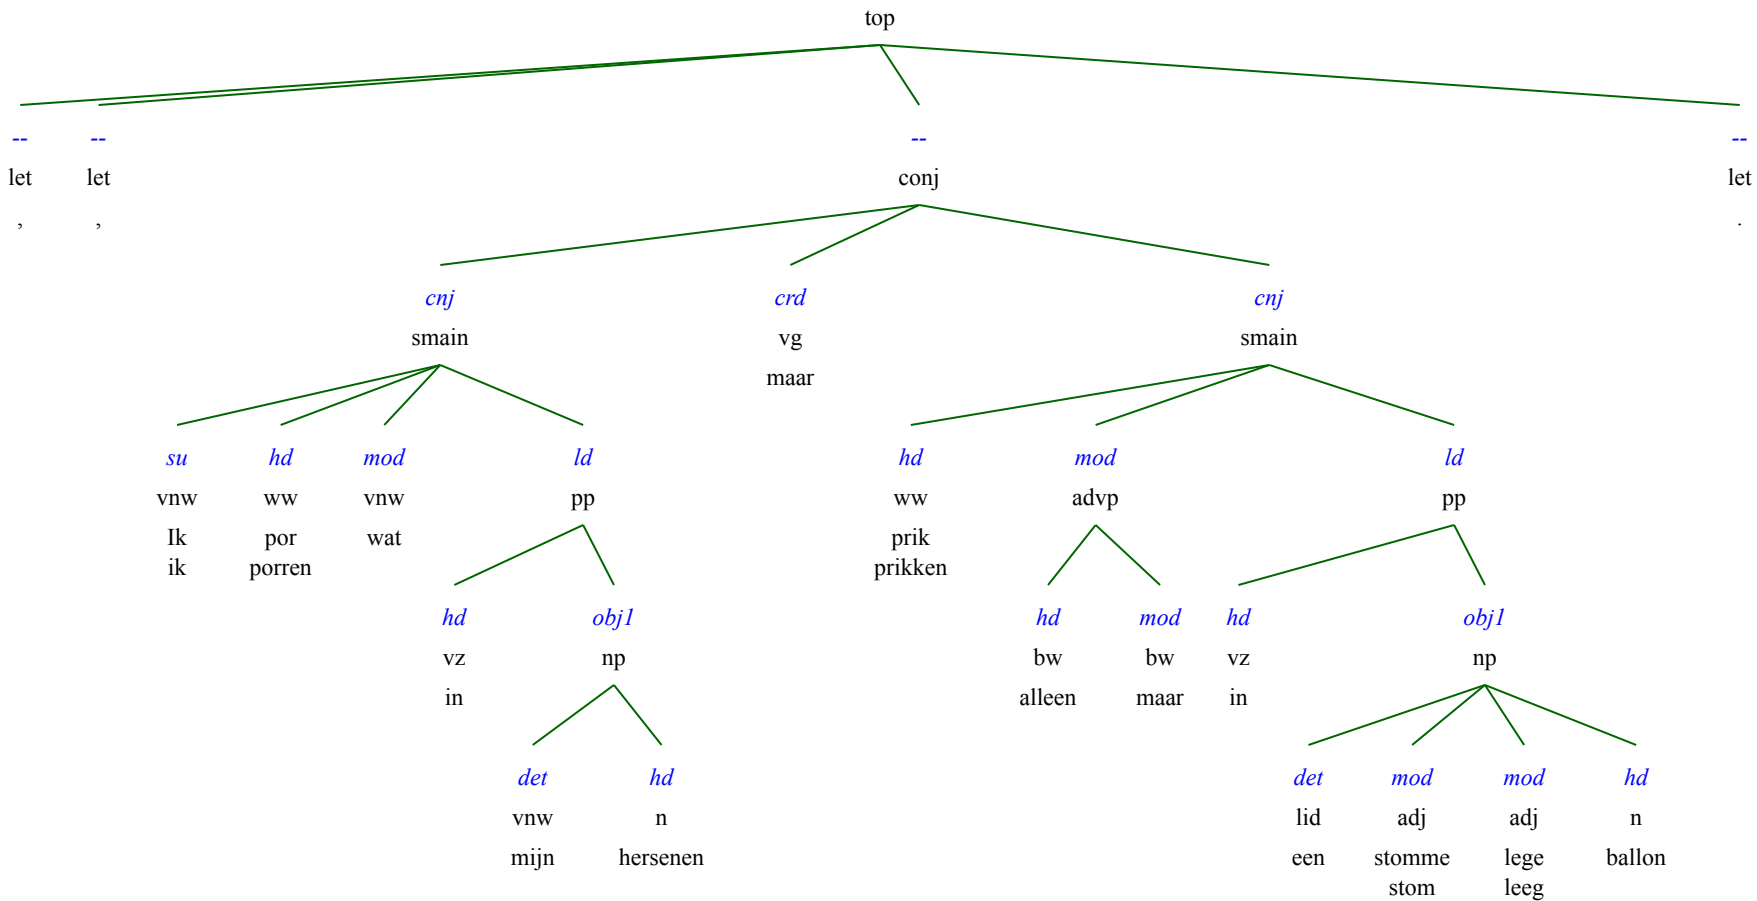 top
-- -- -- --
let let conj let
, , .
cnj crd cnj
smain vg smain
maar
su hd mod ld hd mod ld
vnw ww vnw pp ww advp pp
Ik por wat prik
ik porren prikken
hd obj1 hd mod hd obj1
vz np bw bw vz np
in alleen maar in
det hd det mod mod hd
vnw n lid adj adj n
mijn hersenen een stomme lege ballon
stom leeg